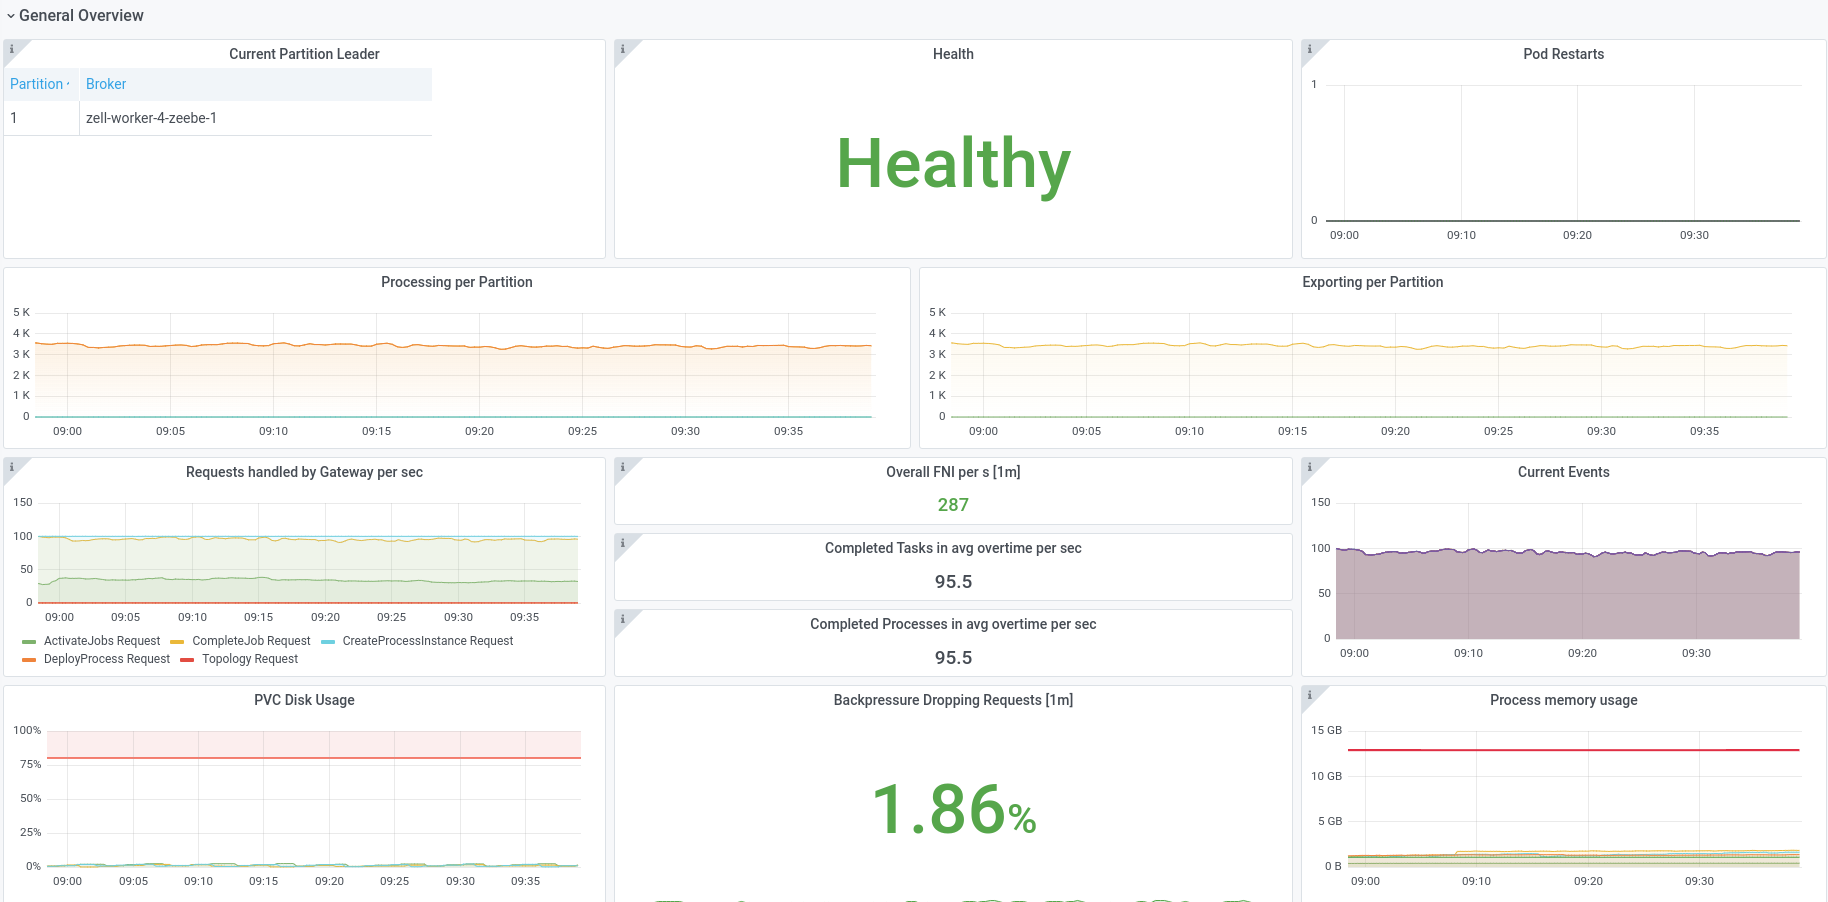 General Overview
Current Partition Leader
Partition
Broker
1
zell-worker-4-zeebe-1
Health
Healthy
Pod Restarts
1
0
09:00 09:10 09:20 09:30
Processing per Partition
5 K
4 K
3 K
2 K
1 K
0
09:00 09:05 09:10 09:15 09:20 09:25 09:30 09:35
Exporting per Partition
5 K
4 K
3 K
2 K
1 K
0
09:00 09:05 09:10 09:15 09:20 09:25 09:30 09:35
Requests handled by Gateway per sec
150
100
50
0
09:00 09:05 09:10 09:15 09:20 09:25 09:30 09:35
ActivateJobs Request CompleteJob Request CreateProcessInstance Request
DeployProcess Request Topology Request
Overall FNI per s [1m]
287
Completed Tasks in avg overtime per sec
95.5
Completed Processes in avg overtime per sec
95.5
Current Events
150
100
50
0
09:00 09:10 09:20 09:30
PVC Disk Usage
100%
75%
50%
25%
0%
09:00 09:05 09:10 09:15 09:20 09:25 09:30 09:35
Backpressure Dropping Requests [1m]
1.86%
Process memory usage
15 GB
10 GB
5 GB
0 B
09:00 09:10 09:20 09:30